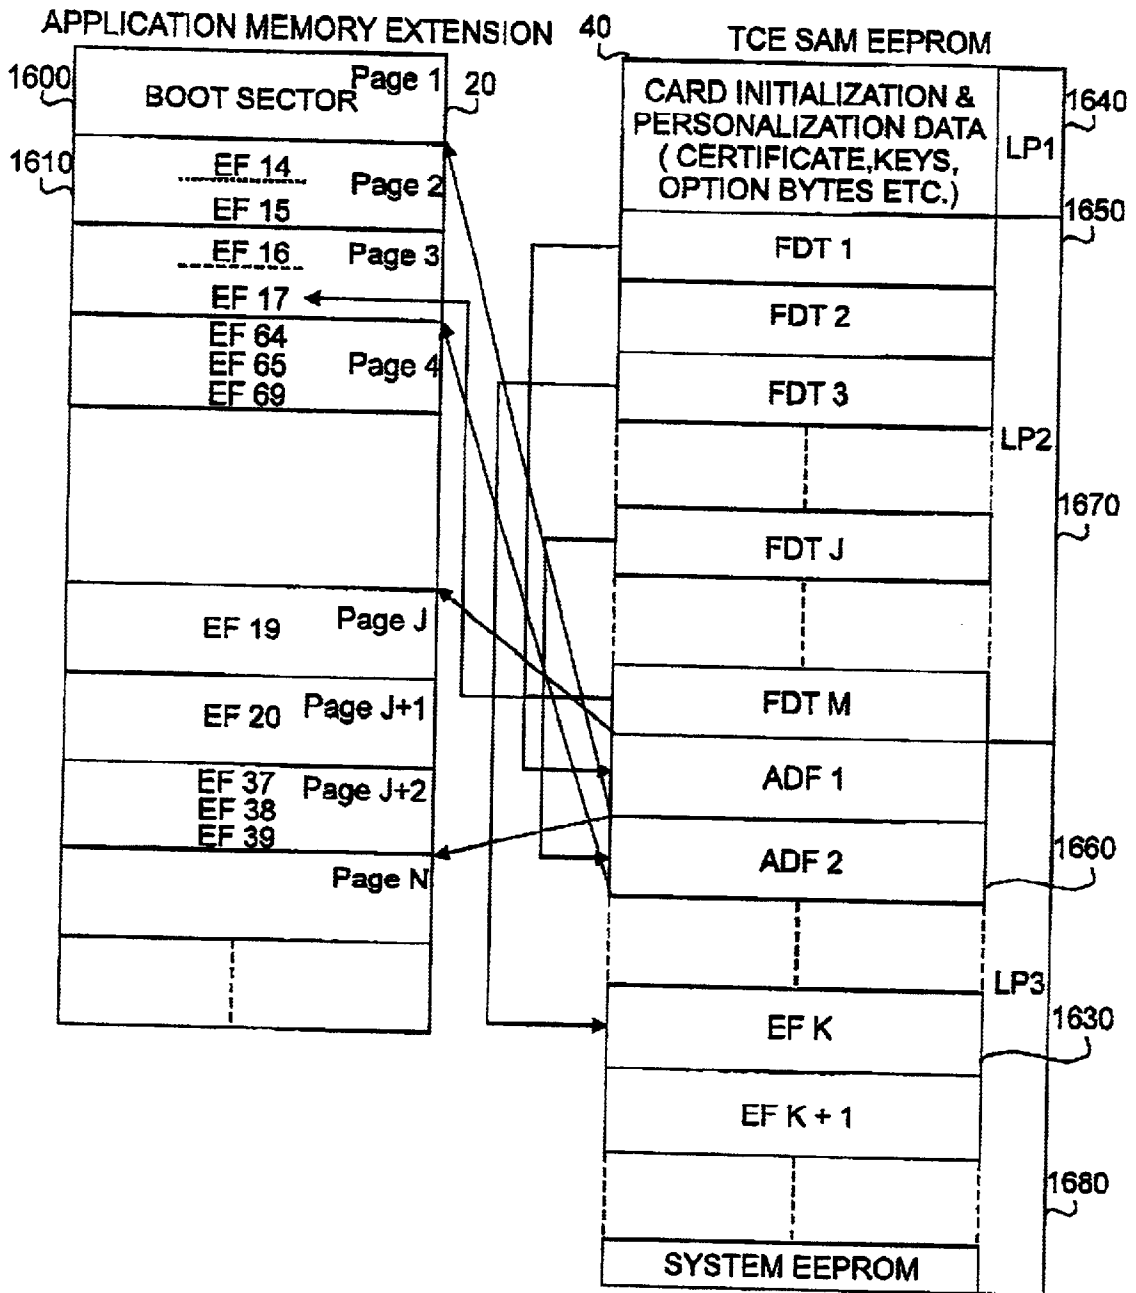 APPLICATION MEMORY EXTENSION
1600
Page 1
20
BOOT SECTOR
1610
EF 14
Page 2
EF 15
EF 16
Page 3
EF 17
EF 64
EF 65
Page 4
EF 69
Page J
EF 19
EF 20
Page J+1
EF 37
Page J+2
EF 38
EF 39
Page N
40
TCE SAM EEPROM
CARD INITIALIZATION &
PERSONALIZATION DATA
( CERTIFICATE,KEYS,
OPTION BYTES ETC.)
LP1
1640
1650
FDT 1
FDT 2
FDT 3
LP2
1670
FDT J
FDT M
ADF 1
ADF 2
1660
LP3
1630
EF K
EF K + 1
1680
SYSTEM EEPROM